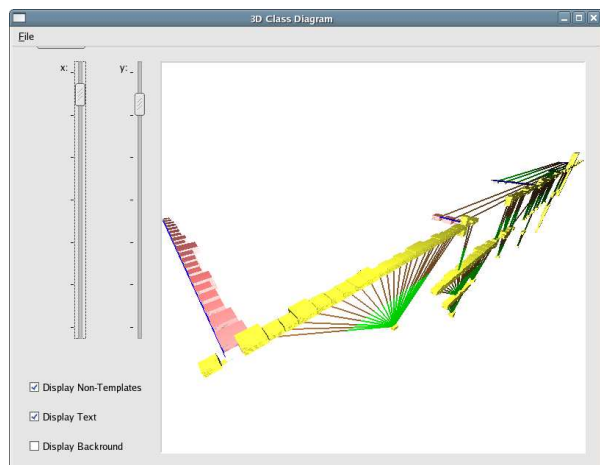 3D Class Diagram
File
x:
y:
Display Non-Templates
Display Text
Display Backround